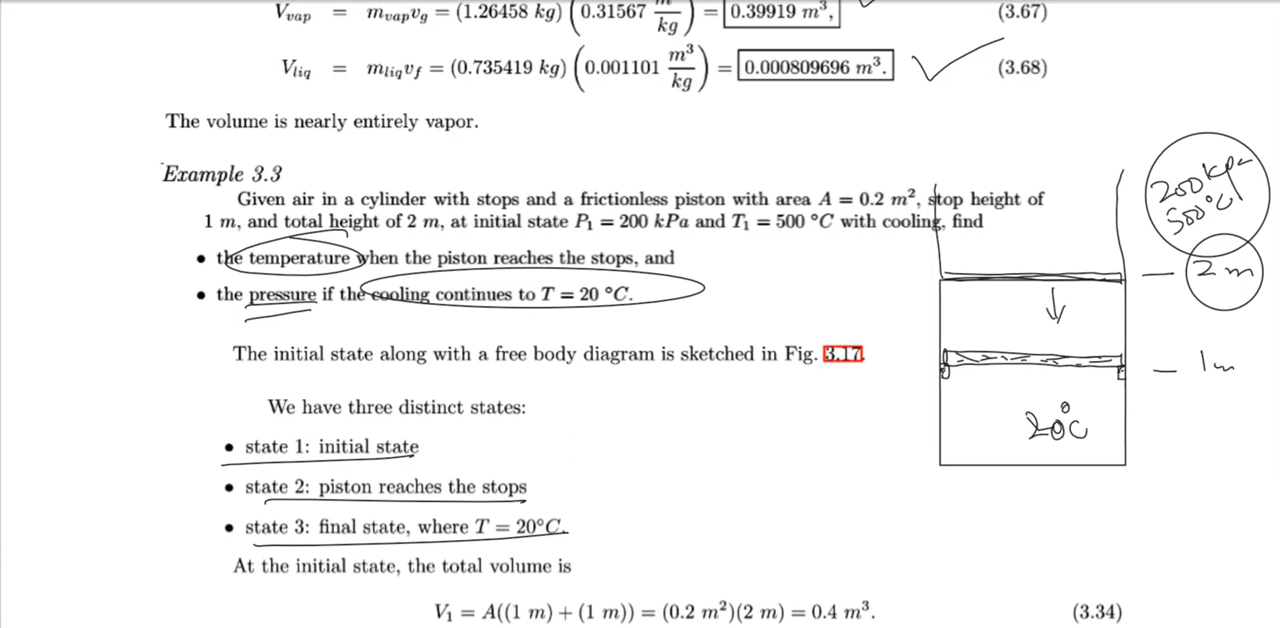 V_vap = m_vap v_g = (1.26458 kg) (0.31567 m/kg) = 0.39919 m³, (3.67)
V_liq = m_liq v_f = (0.735419 kg) (0.001101 m³/kg) = 0.000809696 m³. (3.68)
The volume is nearly entirely vapor.
Example 3.3
Given air in a cylinder with stops and a frictionless piston with area A = 0.2 m², stop height of
1 m, and total height of 2 m, at initial state P₁ = 200 kPa and T₁ = 500 °C with cooling, find
• the temperature when the piston reaches the stops, and
• the pressure if the cooling continues to T = 20 °C.
The initial state along with a free body diagram is sketched in Fig. 3.17.
We have three distinct states:
• state 1: initial state
• state 2: piston reaches the stops
• state 3: final state, where T = 20°C.
At the initial state, the total volume is
V₁ = A((1 m) + (1 m)) = (0.2 m²)(2 m) = 0.4 m³. (3.34)
200 kPa
500°C
2 m
1m
20°C